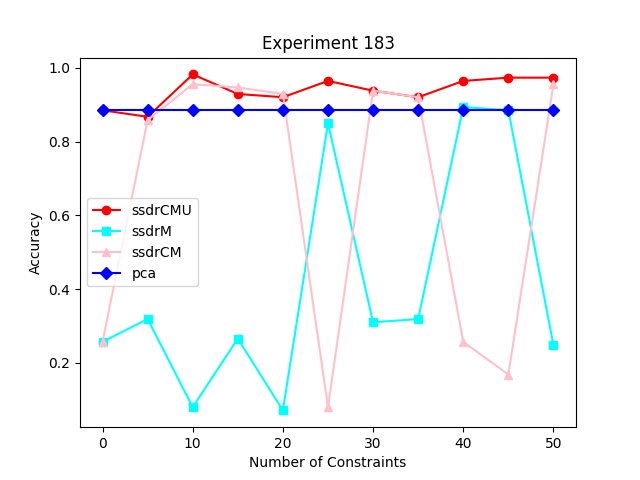 Experiment 183
1.0
0.8
0.6
0.4
0.2
Accuracy
ssdrCMU
ssdrM
ssdrCM
pca
0 10 20 30 40 50
Number of Constraints